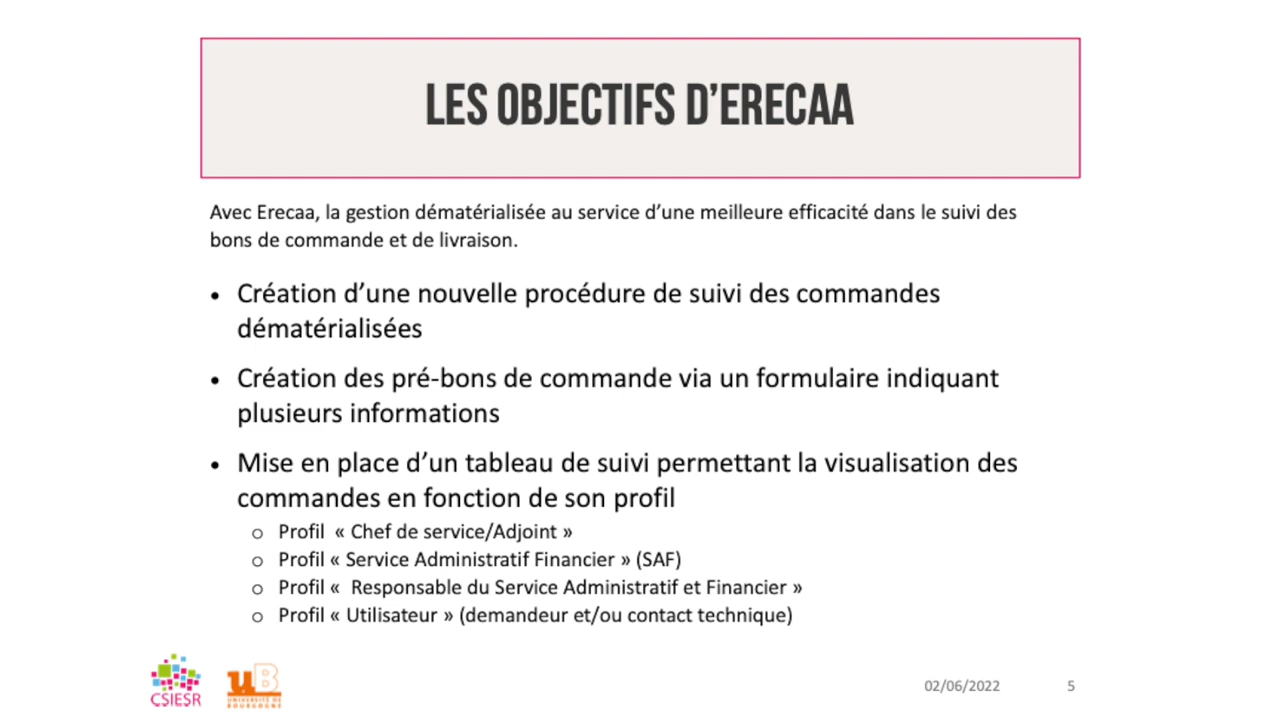 LES OBJECTIFS D’ERECAA
Avec Erecaa, la gestion dématérialisée au service d’une meilleure efficacité dans le suivi des
bons de commande et de livraison.
• Création d’une nouvelle procédure de suivi des commandes
dématérialisées
• Création des pré-bons de commande via un formulaire indiquant
plusieurs informations
• Mise en place d’un tableau de suivi permettant la visualisation des
commandes en fonction de son profil
o Profil « Chef de service/Adjoint »
o Profil « Service Administratif Financier » (SAF)
o Profil « Responsable du Service Administratif et Financier »
o Profil « Utilisateur » (demandeur et/ou contact technique)
CSIESR
uB
UNIVERSITÉ DE
BOURGOGNE
02/06/2022
5